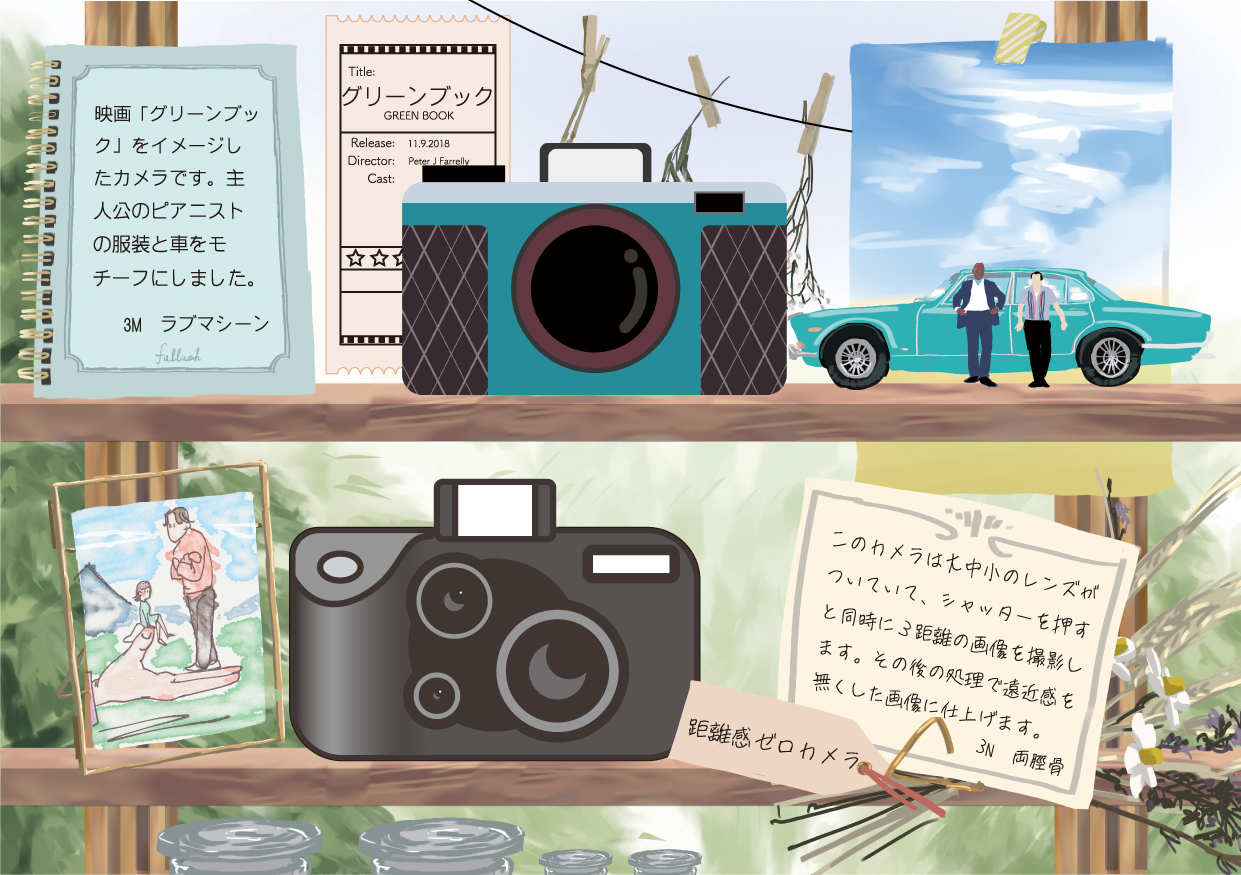 映画「グリーンブッ
ク」をイメージし
たカメラです。主
人公のピアニスト
の服装と車をモ
チーフにしました。
3M ラブマシーン
Title:
グリーンブック
GREEN BOOK
Release: 11.9.2018
Director: Peter J Farrelly
Cast:
このカメラは大中小のレンズが
ついていて、シャッターを押す
と同時に3距離の画像を撮影し
ます。その後の処理で遠近感を
無くした画像に仕上げます。
3N 両脛骨
距離感ゼロカメラ